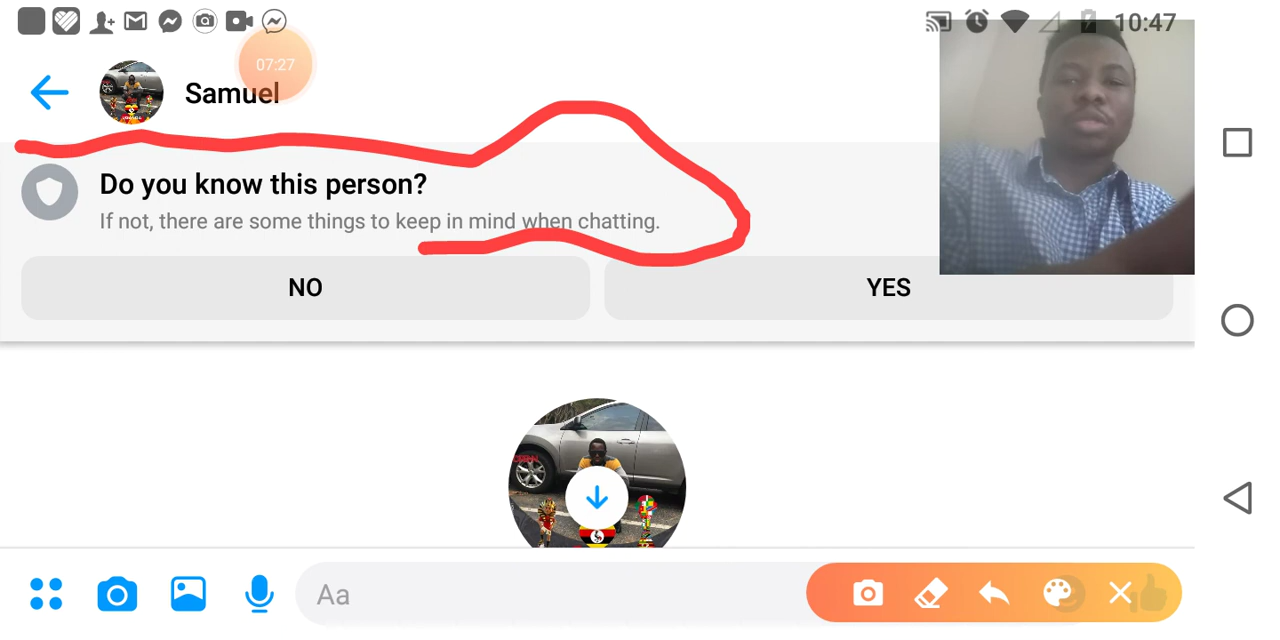 10:47
07:27
Samuel
Do you know this person?
If not, there are some things to keep in mind when chatting.
NO
YES
Aa